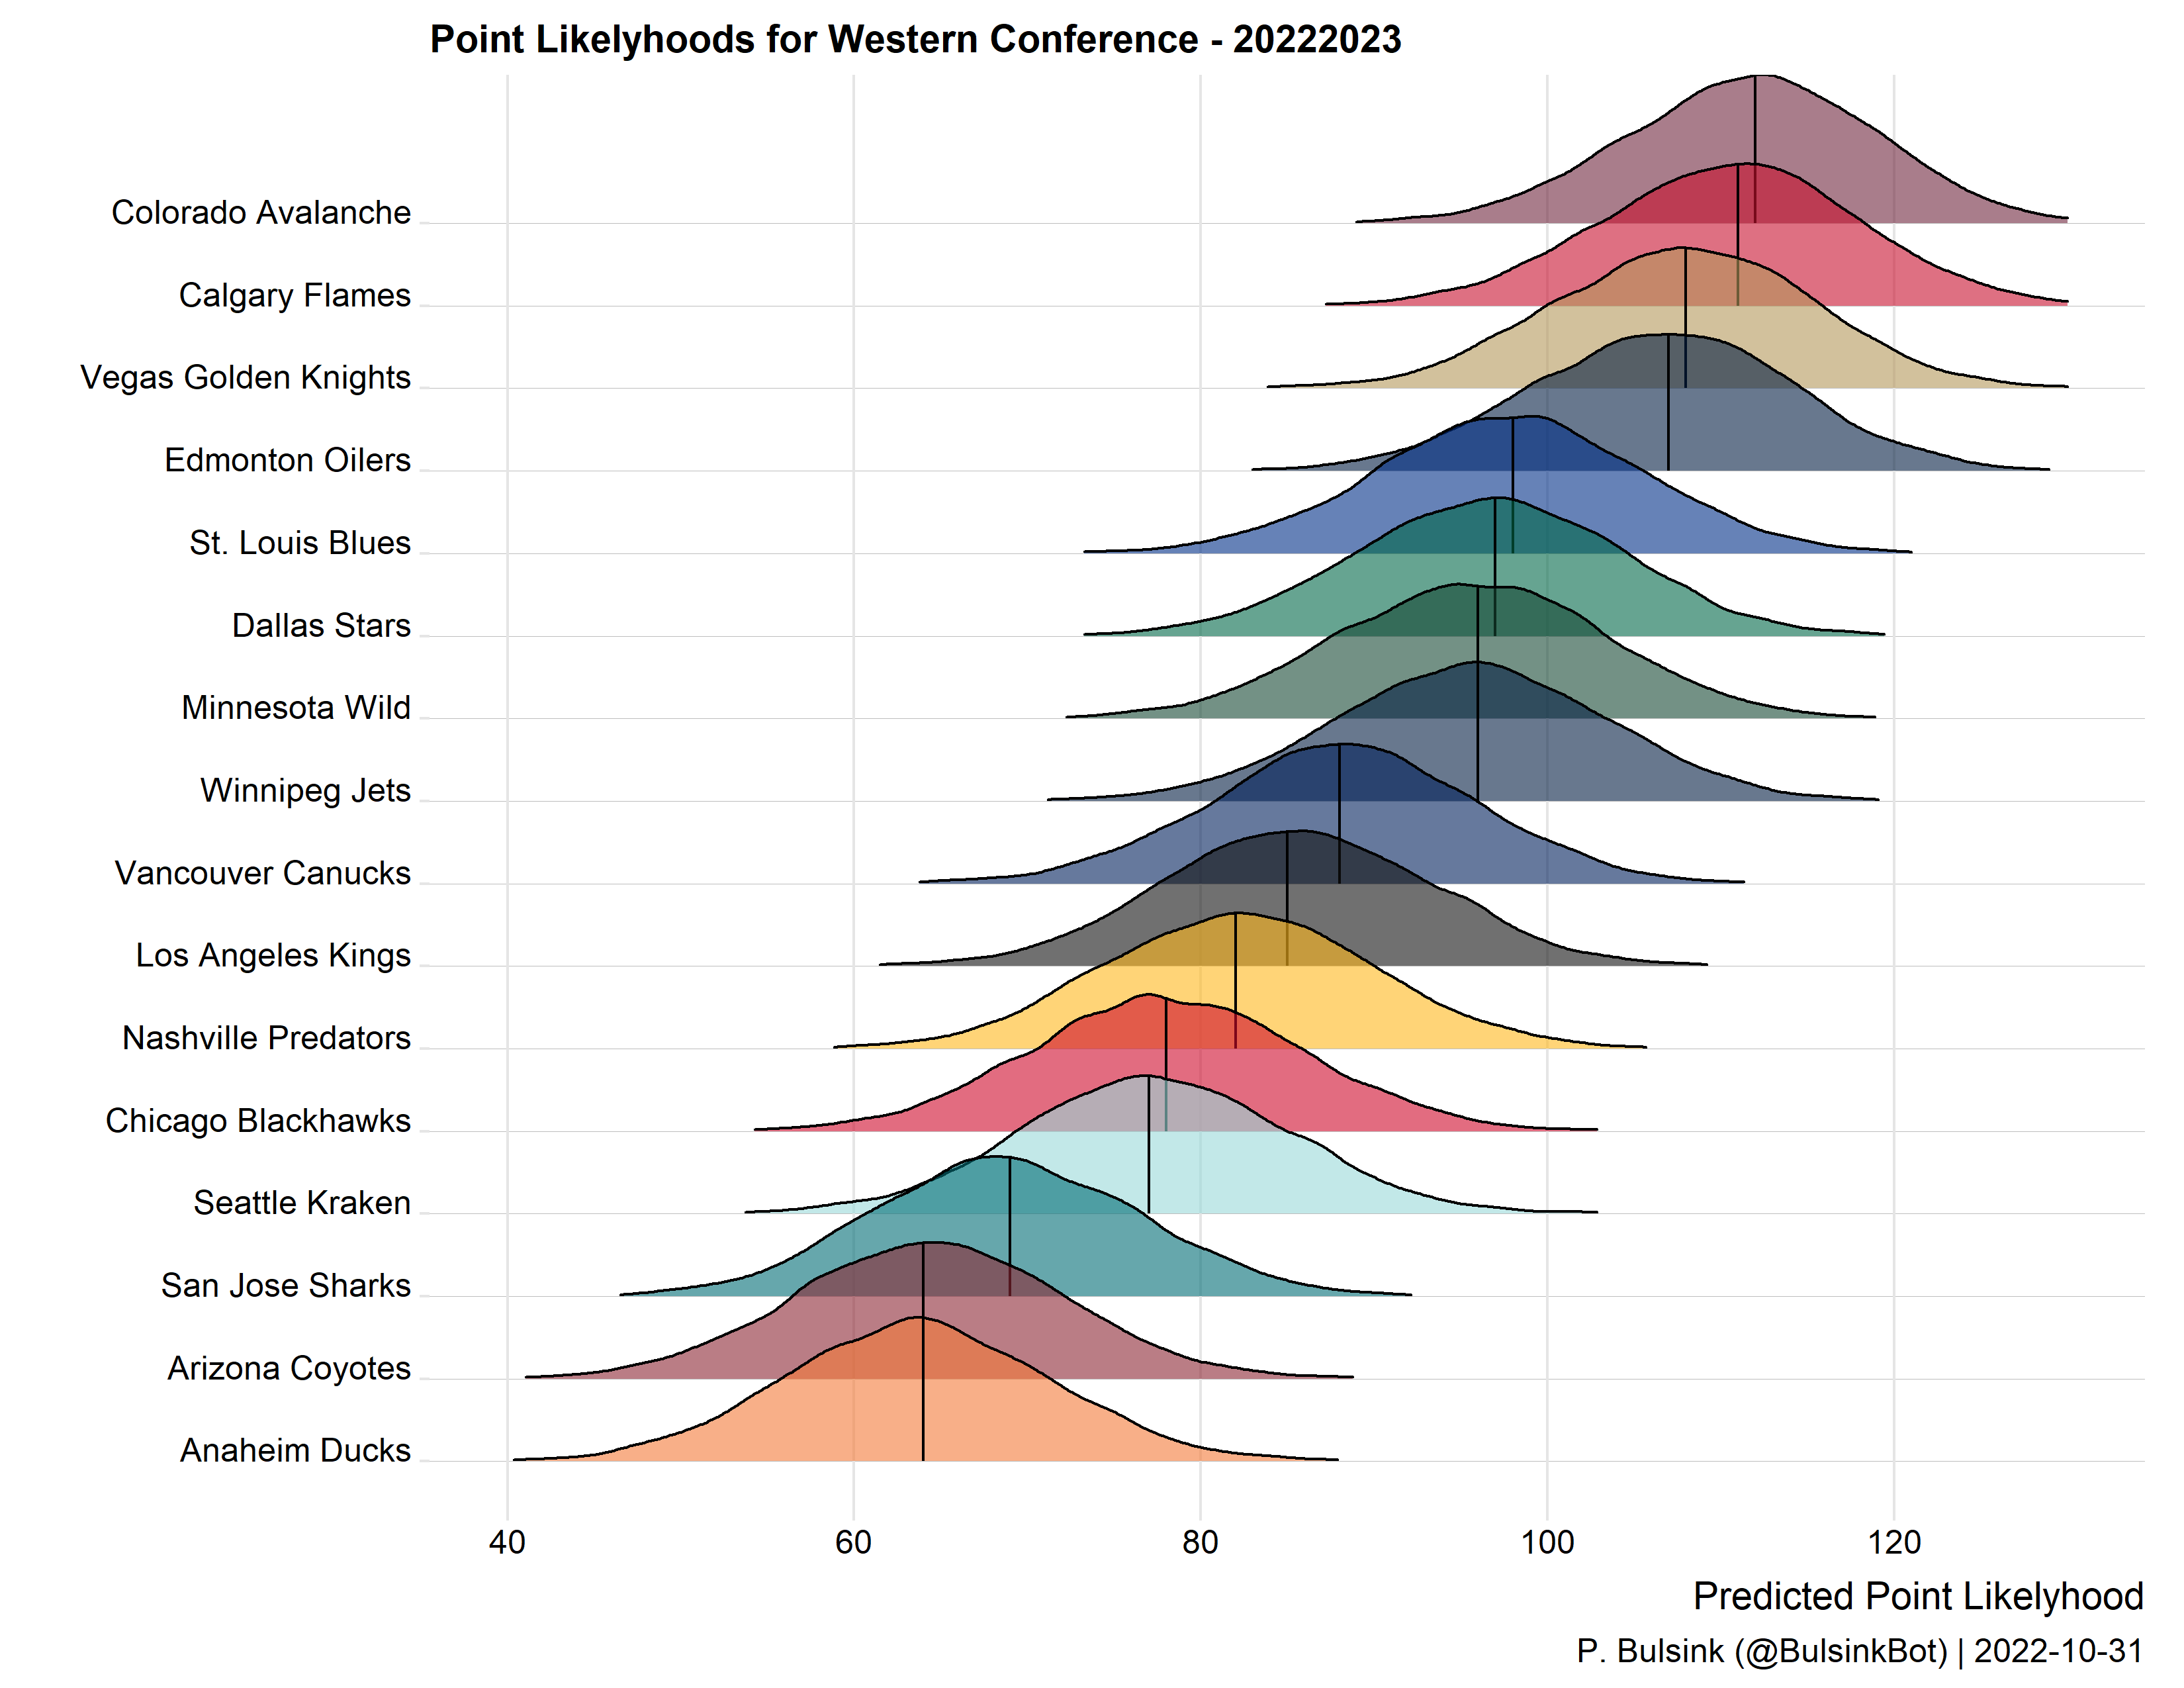 Point Likelyhoods for Western Conference - 20222023
Colorado Avalanche
Calgary Flames
Vegas Golden Knights
Edmonton Oilers
St. Louis Blues
Dallas Stars
Minnesota Wild
Winnipeg Jets
Vancouver Canucks
Los Angeles Kings
Nashville Predators
Chicago Blackhawks
Seattle Kraken
San Jose Sharks
Arizona Coyotes
Anaheim Ducks
40 60 80 100 120
Predicted Point Likelyhood
P. Bulsink (@BulsinkBot) | 2022-10-31